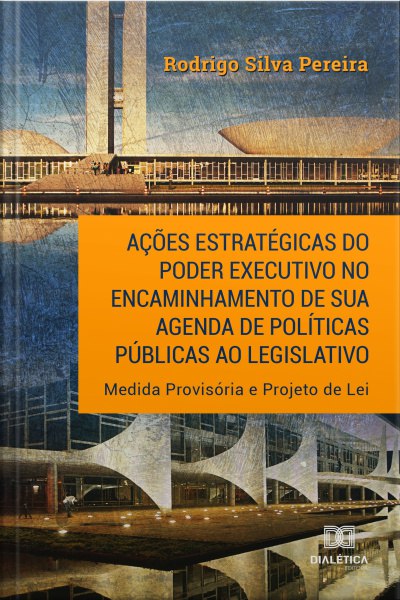 Rodrigo Silva Pereira
AÇÕES ESTRATÉGICAS DO
PODER EXECUTIVO NO
ENCAMINHAMENTO DE SUA
AGENDA DE POLÍTICAS
PÚBLICAS AO LEGISLATIVO
Medida Provisória e Projeto de Lei
DIALÉTICA
EDITORA